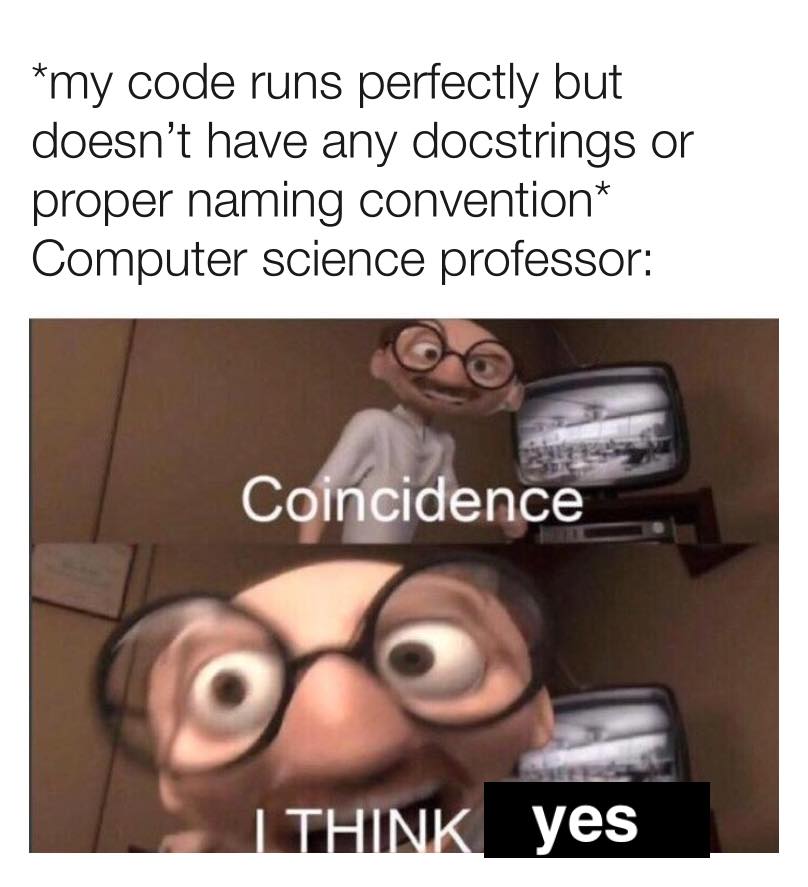 *my code runs perfectly but
doesn’t have any docstrings or
proper naming convention*
Computer science professor:
Coincidence
I THINK yes